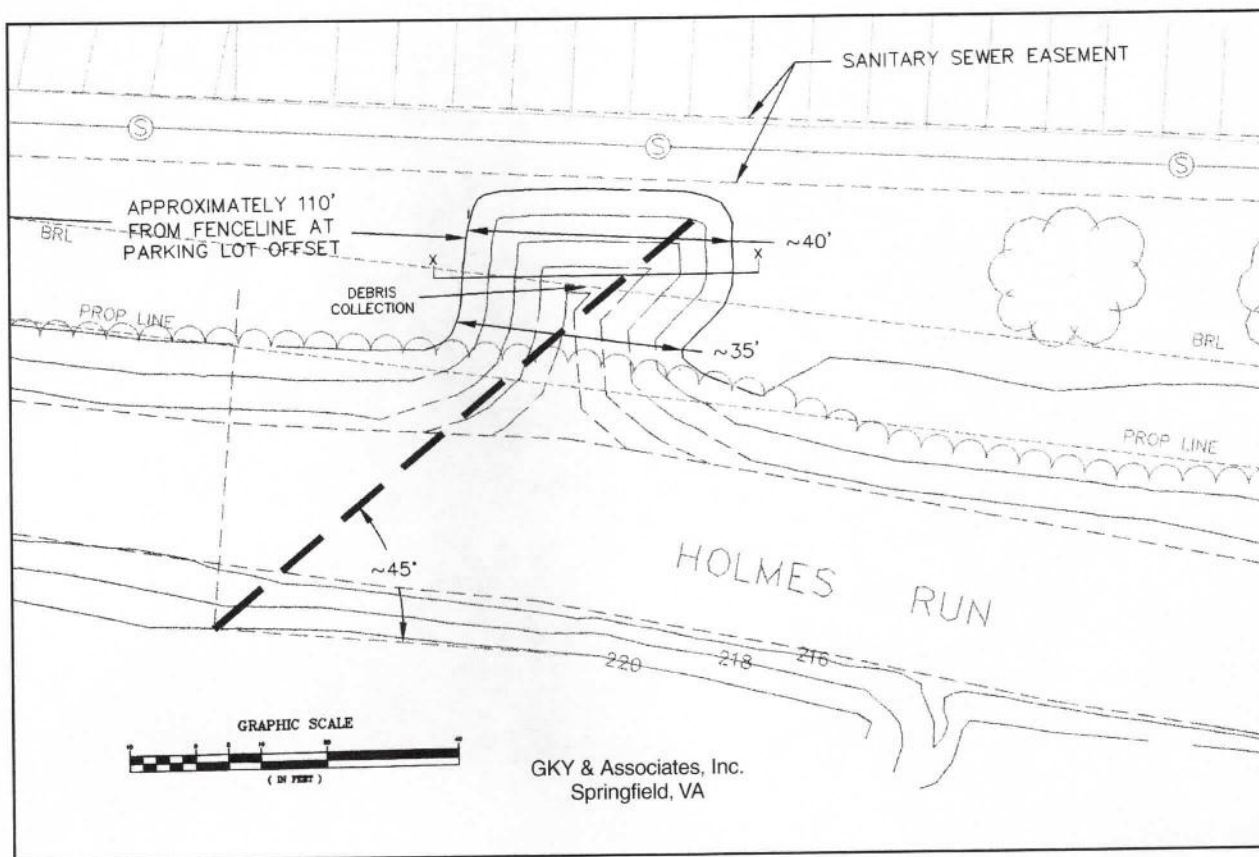 SANITARY SEWER EASEMENT
S
S
S
APPROXIMATELY 110'
FROM FENCELINE AT
PARKING LOT OFFSET
BRL
~40'
X
X
DEBRIS
COLLECTION
PROP LINE
~35'
BRL
PROP LINE
~45°
HOLMES RUN
220
218
216
GRAPHIC SCALE
( IN FEET )
GKY & Associates, Inc.
Springfield, VA